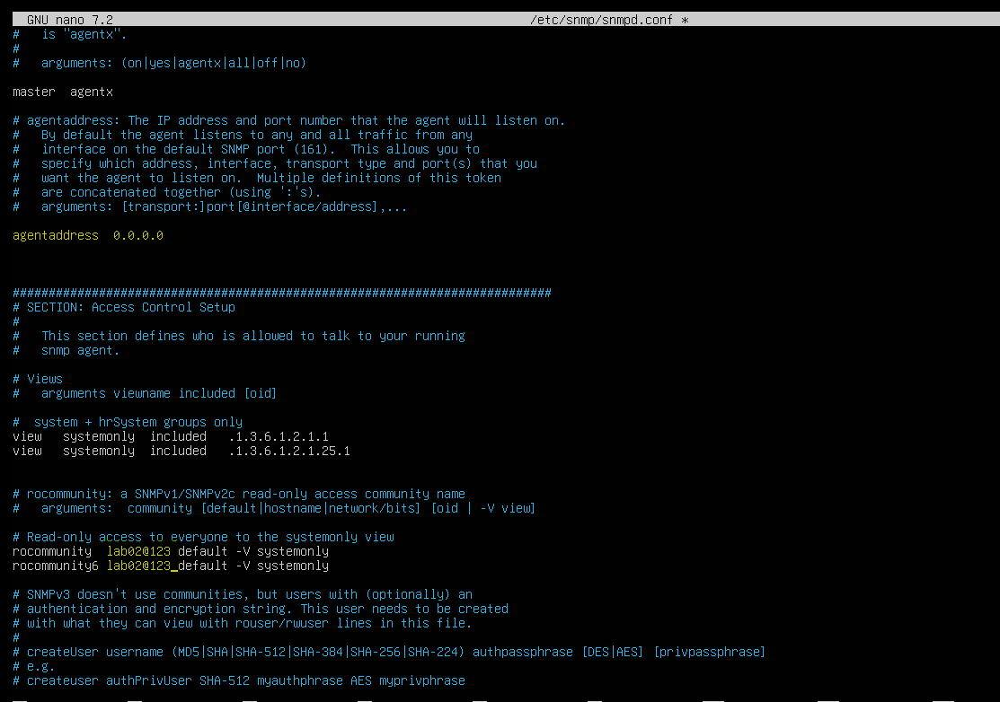 GNU nano 7.2 /etc/snmp/snmpd.conf *
#   is "agentx".
#
#   arguments: (on|yes|agentx|all|off|no)
master  agentx
# agentaddress: The IP address and port number that the agent will listen on.
#   By default the agent listens to any and all traffic from any
#   interface on the default SNMP port (161).  This allows you to
#   specify which address, interface, transport type and port(s) that you
#   want the agent to listen on.  Multiple definitions of this token
#   are concatenated together (using ':'s).
#   arguments: [transport:]port[@interface/address],...
agentaddress  0.0.0.0
###########################################################################
# SECTION: Access Control Setup
#
#   This section defines who is allowed to talk to your running
#   snmp agent.
# Views
#   arguments viewname included [oid]
#  system + hrSystem groups only
view   systemonly  included   .1.3.6.1.2.1.1
view   systemonly  included   .1.3.6.1.2.1.25.1
# rocommunity: a SNMPv1/SNMPv2c read-only access community name
#   arguments:  community [default|hostname|network/bits] [oid | -V view]
# Read-only access to everyone to the systemonly view
rocommunity  lab02@123 default -V systemonly
rocommunity6 lab02@123_default -V systemonly
# SNMPv3 doesn't use communities, but users with (optionally) an
# authentication and encryption string. This user needs to be created
# with what they can view with rouser/rwuser lines in this file.
#
# createUser username (MD5|SHA|SHA-512|SHA-384|SHA-256|SHA-224) authpassphrase [DES|AES] [privpassphrase]
# e.g.
# createuser authPrivUser SHA-512 myauthphrase AES myprivphrase